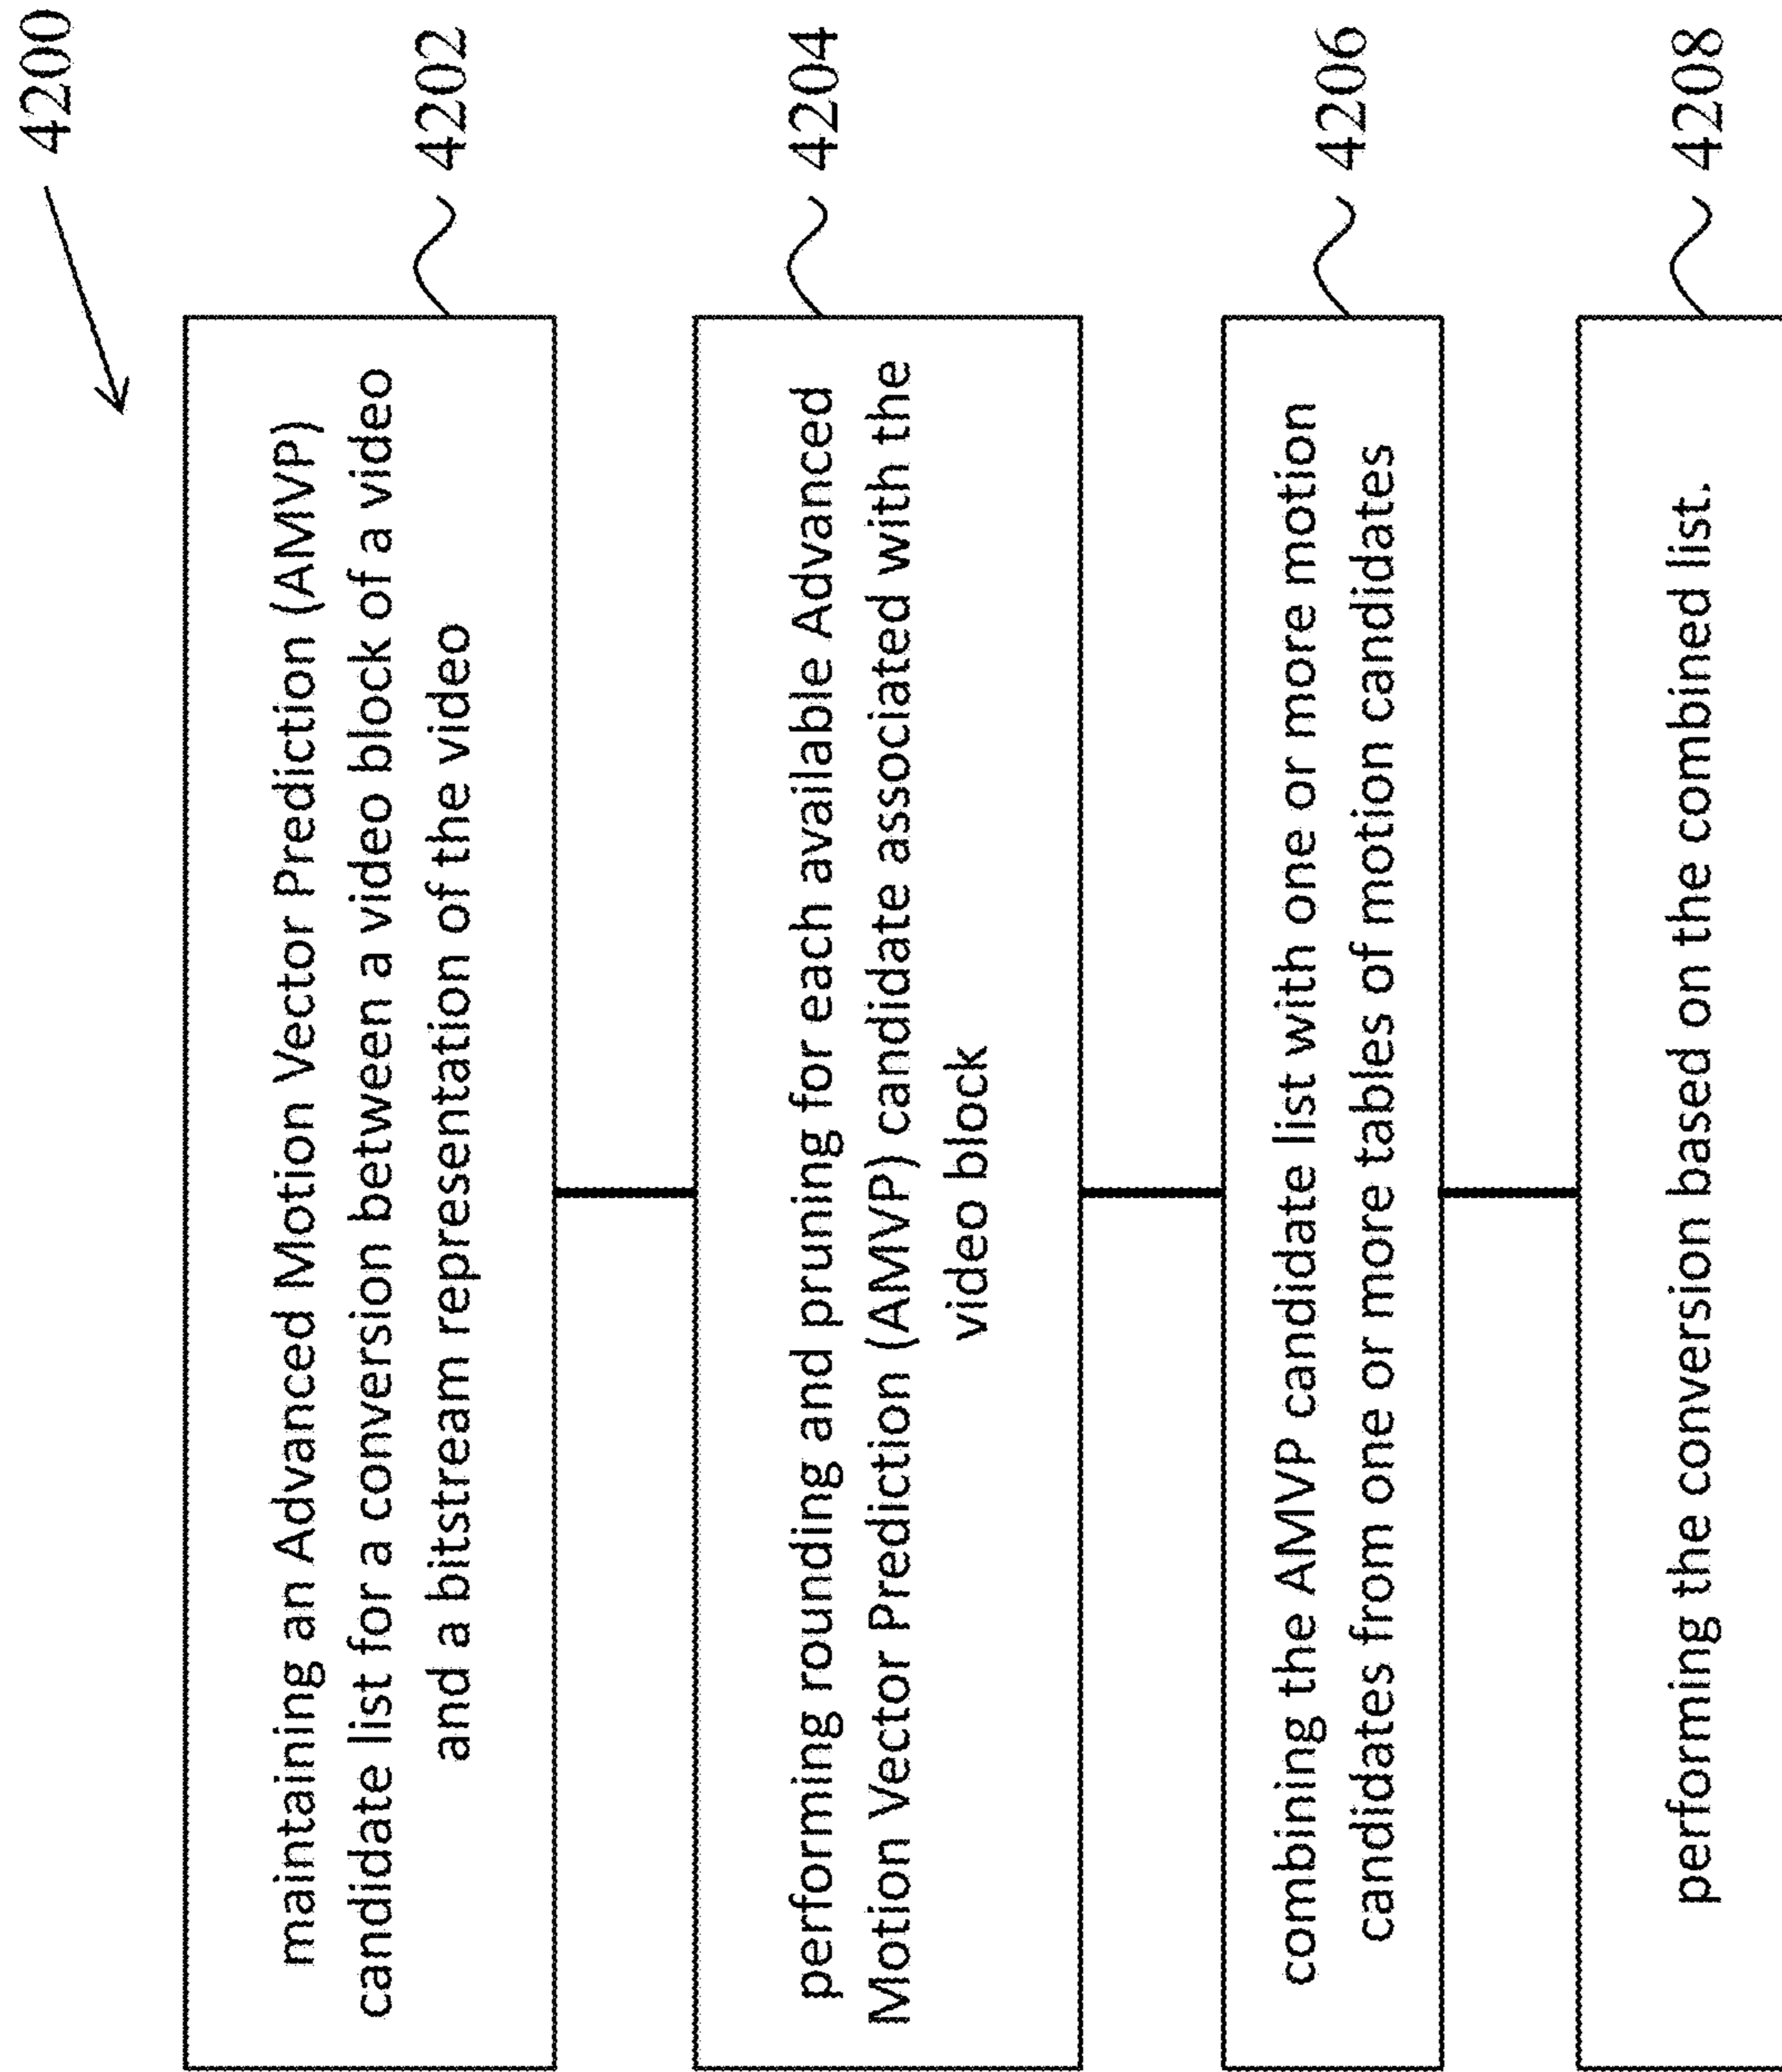 4200
maintaining an Advanced Motion Vector Prediction (AMVP)
candidate list for a conversion between a video block of a video
and a bitstream representation of the video
4202
performing rounding and pruning for each available Advanced
Motion Vector Prediction (AMVP) candidate associated with the
video block
4204
combining the AMVP candidate list with one or more motion
candidates from one or more tables of motion candidates
4206
performing the conversion based on the combined list.
4208